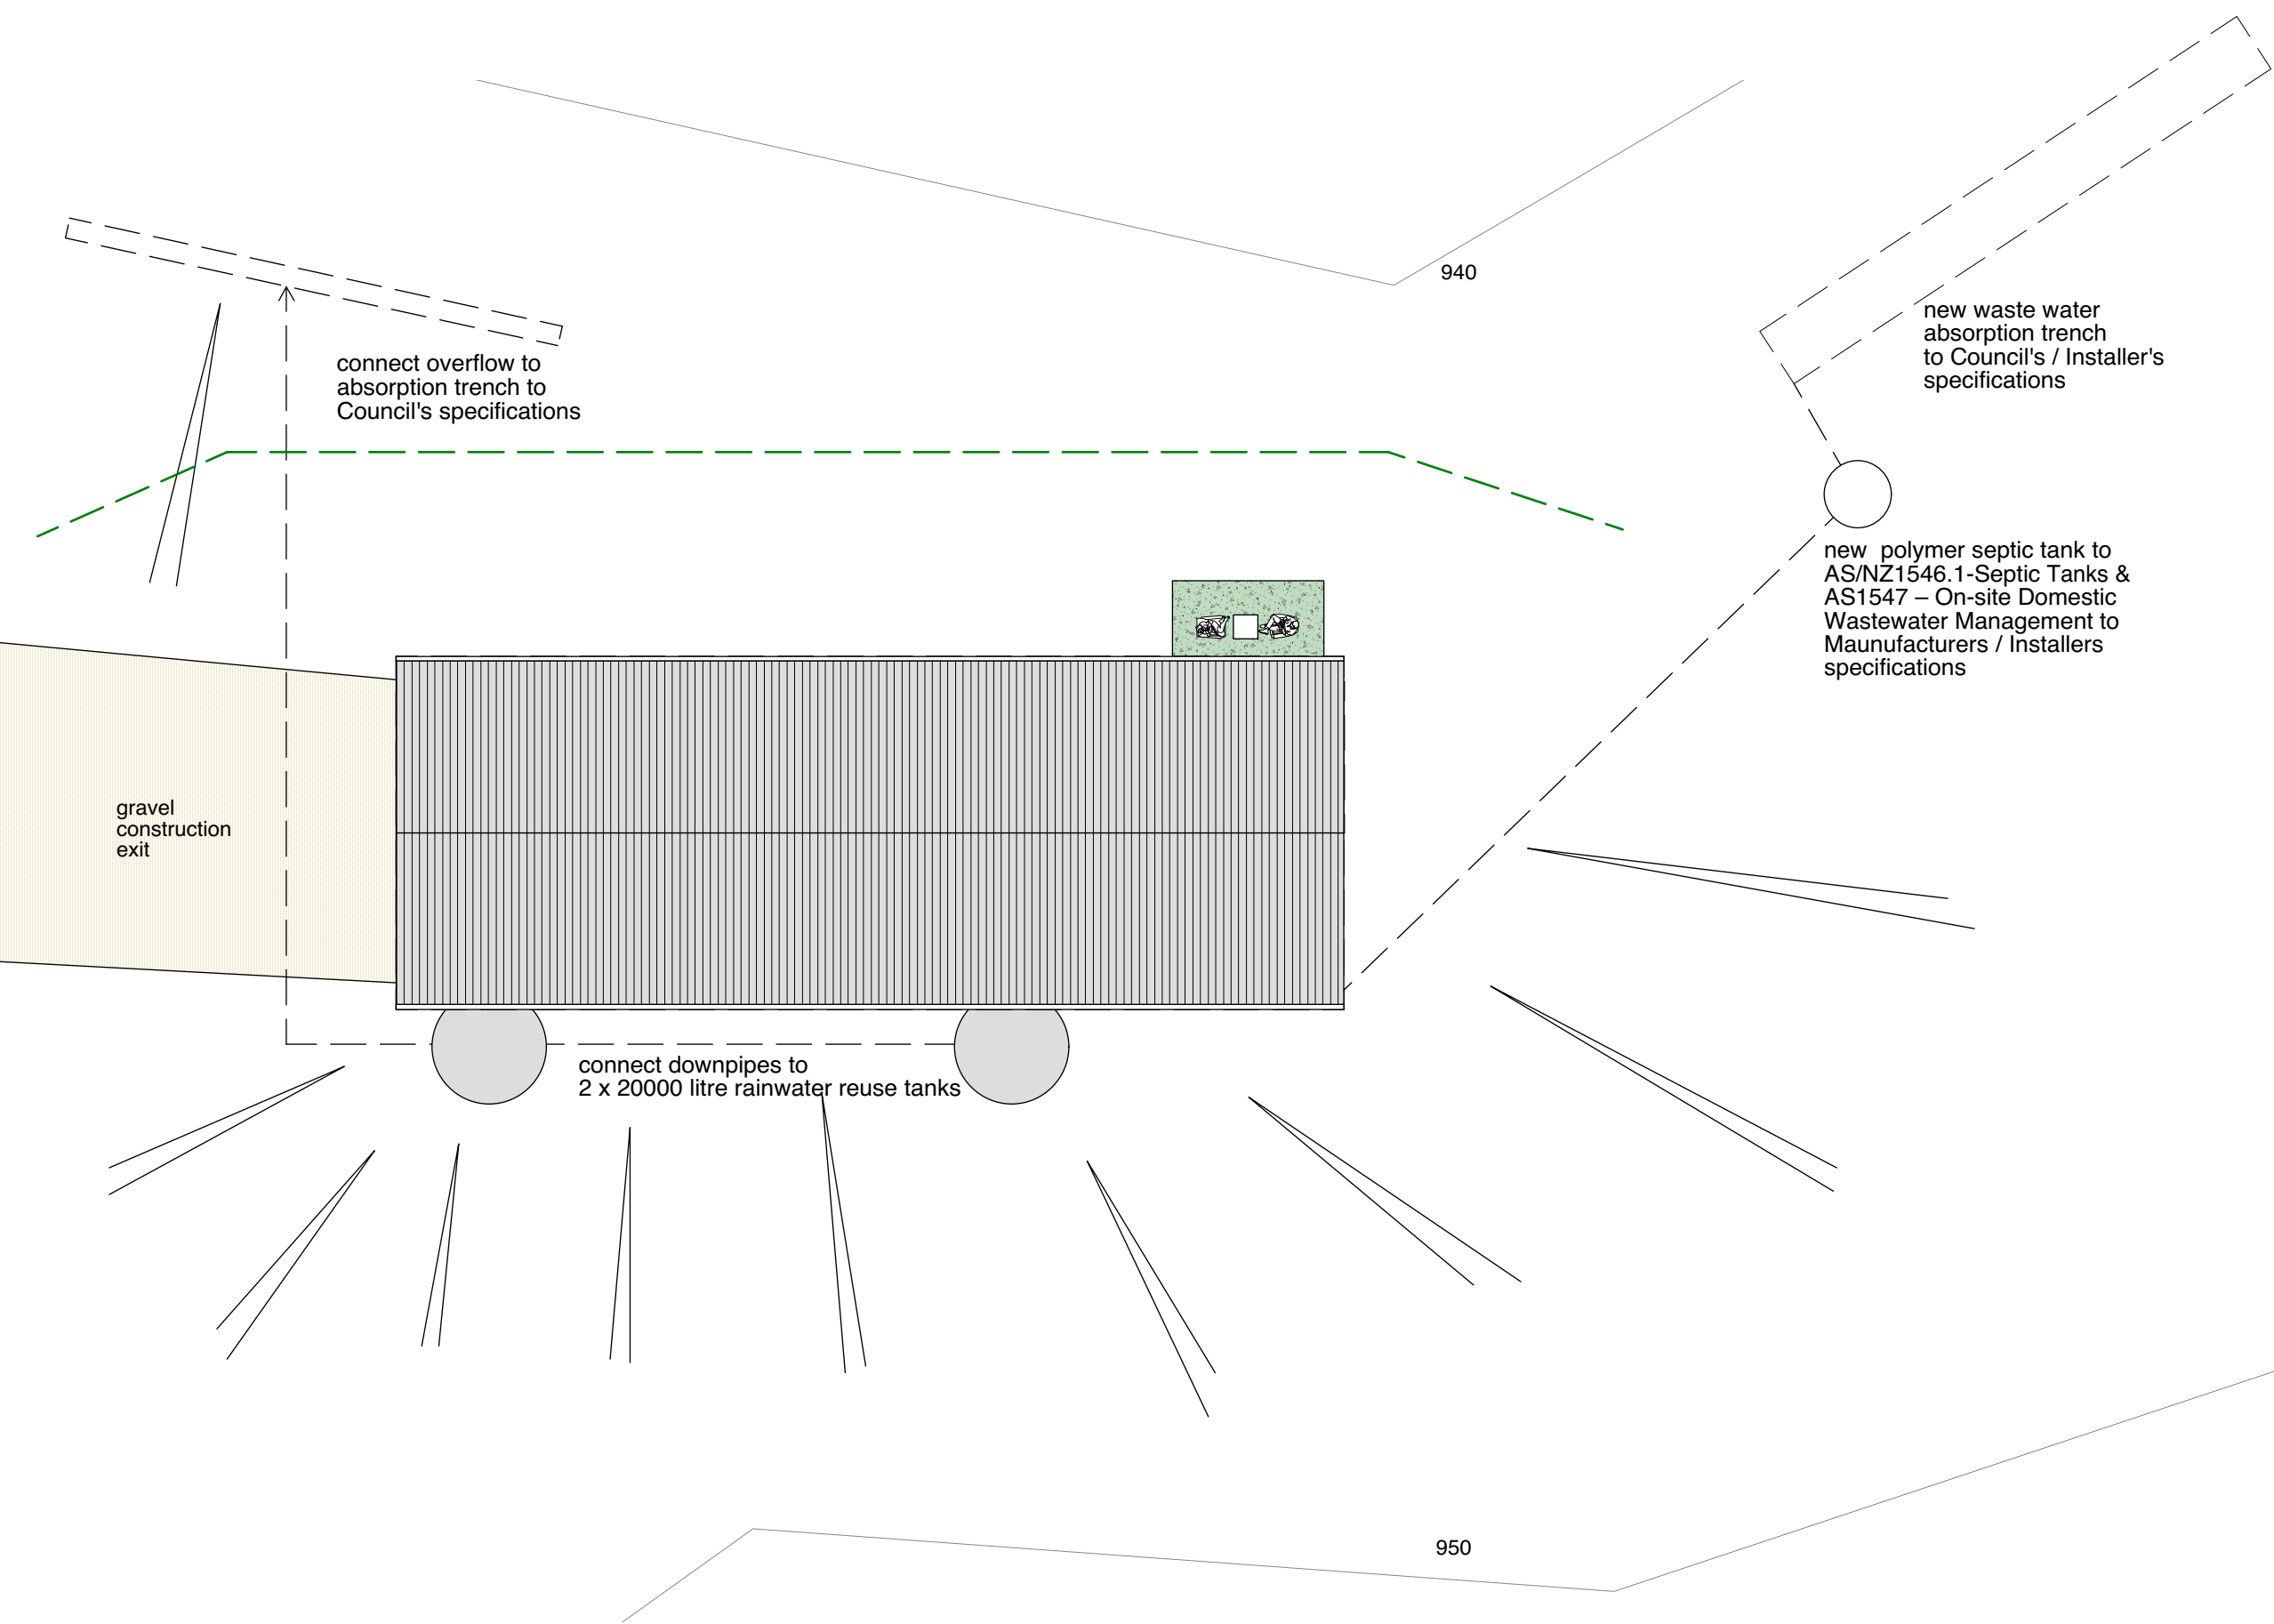 940
new waste water
absorption trench
to Council's / Installer's
specifications
connect overflow to
absorption trench to
Council's specifications
new  polymer septic tank to
AS/NZ1546.1-Septic Tanks &
AS1547 – On-site Domestic
Wastewater Management to
Maunufacturers / Installers
specifications
gravel
construction
exit
connect downpipes to
2 x 20000 litre rainwater reuse tanks
950